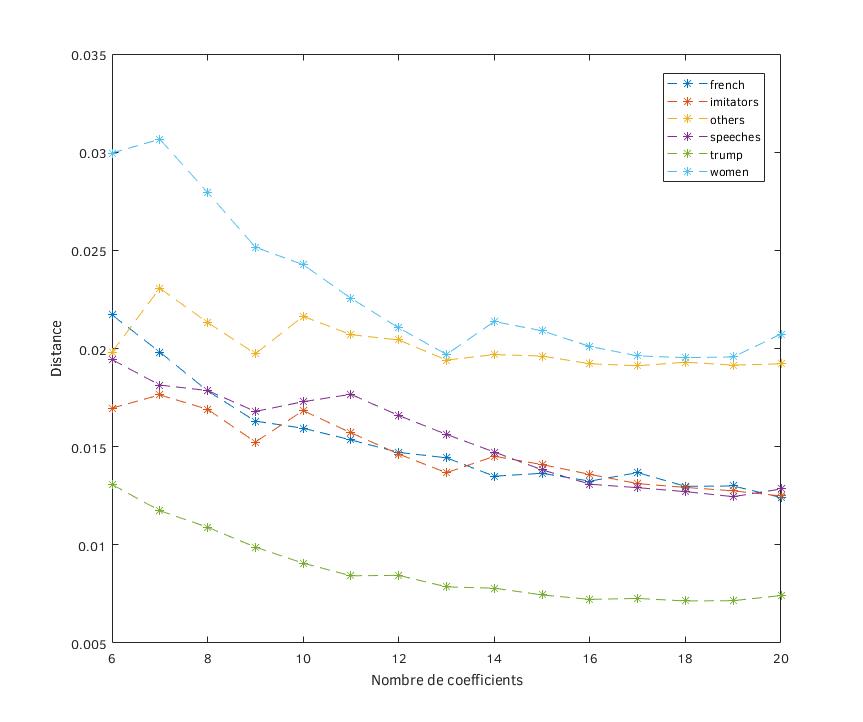 0.035
0.03
0.025
0.02
0.015
0.01
0.005
Distance
6 8 10 12 14 16 18 20
Nombre de coefficients
french
imitators
others
speeches
trump
women